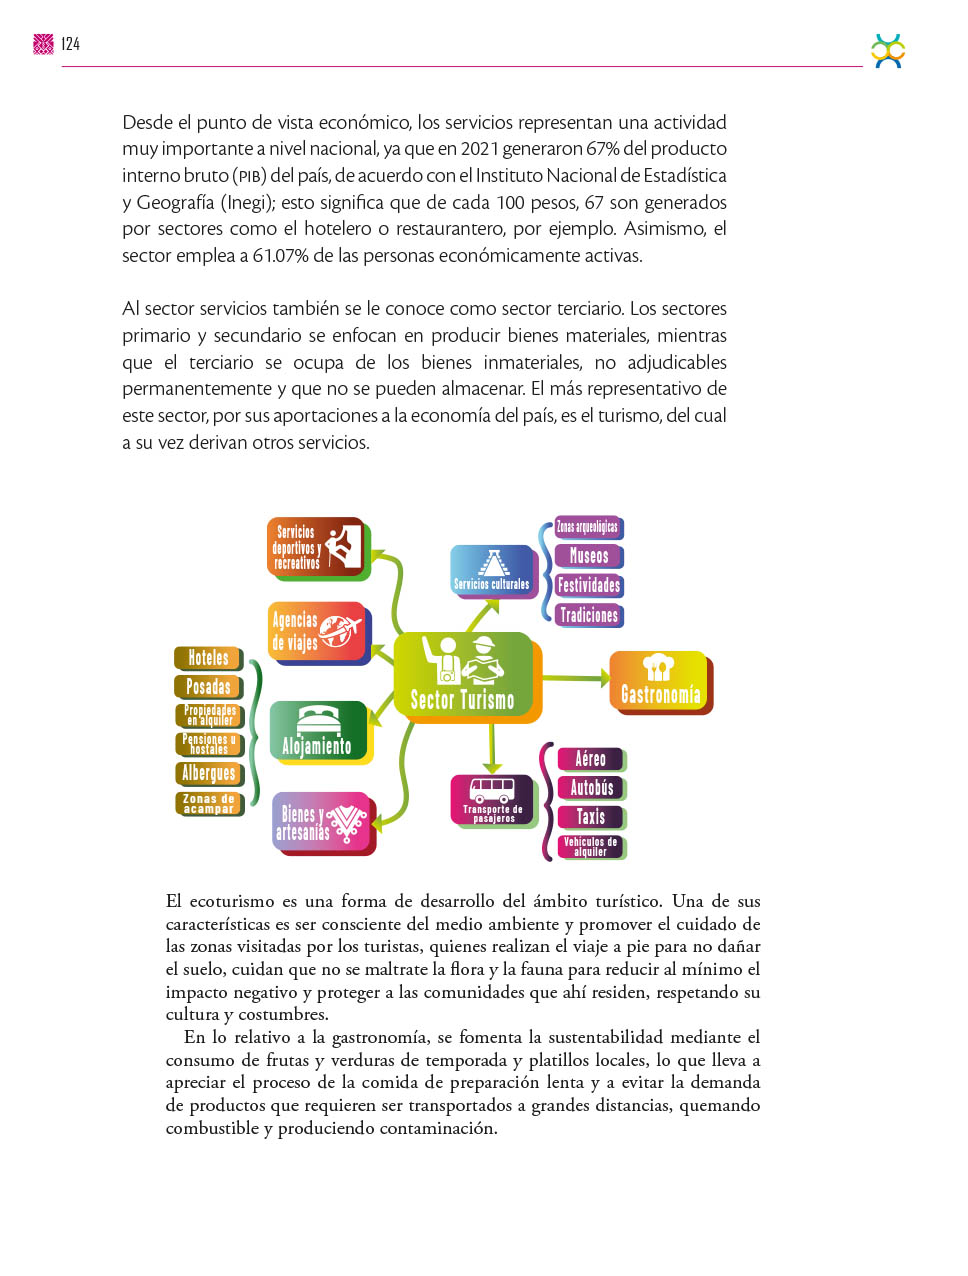 124
Desde el punto de vista económico, los servicios representan una actividad
muy importante a nivel nacional, ya que en 2021 generaron 67% del producto
interno bruto (PIB) del país, de acuerdo con el Instituto Nacional de Estadística
y Geografía (Inegi); esto significa que de cada 100 pesos, 67 son generados
por sectores como el hotelero o restaurantero, por ejemplo. Asimismo, el
sector emplea a 61.07% de las personas económicamente activas.
Al sector servicios también se le conoce como sector terciario. Los sectores
primario y secundario se enfocan en producir bienes materiales, mientras
que el terciario se ocupa de los bienes inmateriales, no adjudicables
permanentemente y que no se pueden almacenar. El más representativo de
este sector, por sus aportaciones a la economía del país, es el turismo, del cual
a su vez derivan otros servicios.
Servicios
deportivos y
recreativos
Agencias
de viajes
Hoteles
Posadas
Propiedades
en alquiler
Pensiones u
hostales
Albergues
Zonas de
acampar
Alojamiento
Bienes y
artesanías
Sector Turismo
Servicios culturales
Zonas arqueológicas
Museos
Festividades
Tradiciones
Gastronomía
Transporte de
pasajeros
Aéreo
Autobús
Taxis
Vehículos de
alquiler
El ecoturismo es una forma de desarrollo del ámbito turístico. Una de sus
características es ser consciente del medio ambiente y promover el cuidado de
las zonas visitadas por los turistas, quienes realizan el viaje a pie para no dañar
el suelo, cuidan que no se maltrate la flora y la fauna para reducir al mínimo el
impacto negativo y proteger a las comunidades que ahí residen, respetando su
cultura y costumbres.
En lo relativo a la gastronomía, se fomenta la sustentabilidad mediante el
consumo de frutas y verduras de temporada y platillos locales, lo que lleva a
apreciar el proceso de la comida de preparación lenta y a evitar la demanda
de productos que requieren ser transportados a grandes distancias, quemando
combustible y produciendo contaminación.